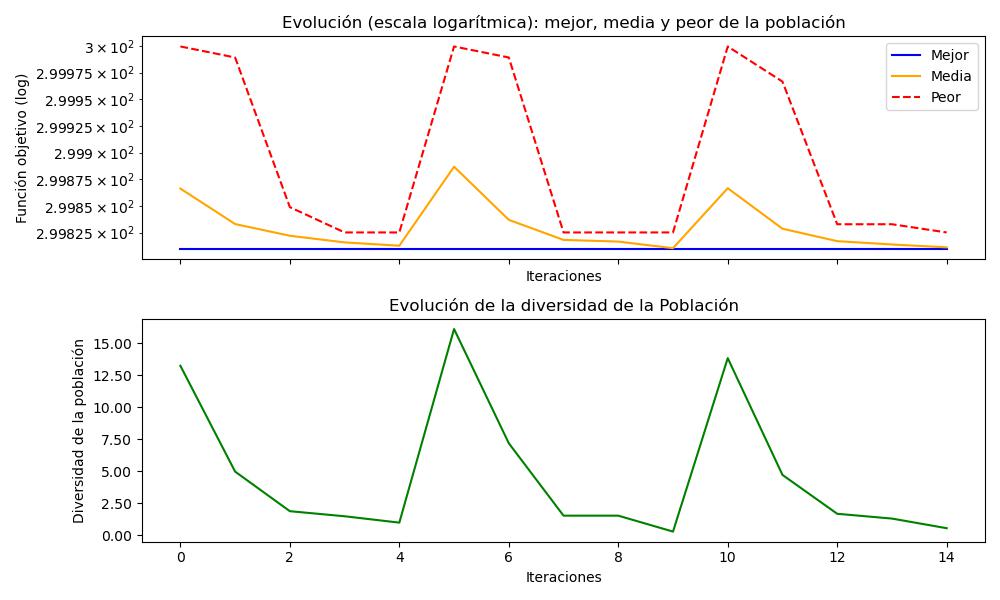 Evolución (escala logarítmica): mejor, media y peor de la población
Función objetivo (log)
3 × 10²
2.99975 × 10²
2.9995 × 10²
2.99925 × 10²
2.999 × 10²
2.99875 × 10²
2.9985 × 10²
2.99825 × 10²
Mejor
Media
Peor
Iteraciones
Evolución de la diversidad de la Población
Diversidad de la población
15.00
12.50
10.00
7.50
5.00
2.50
0.00
0 2 4 6 8 10 12 14
Iteraciones